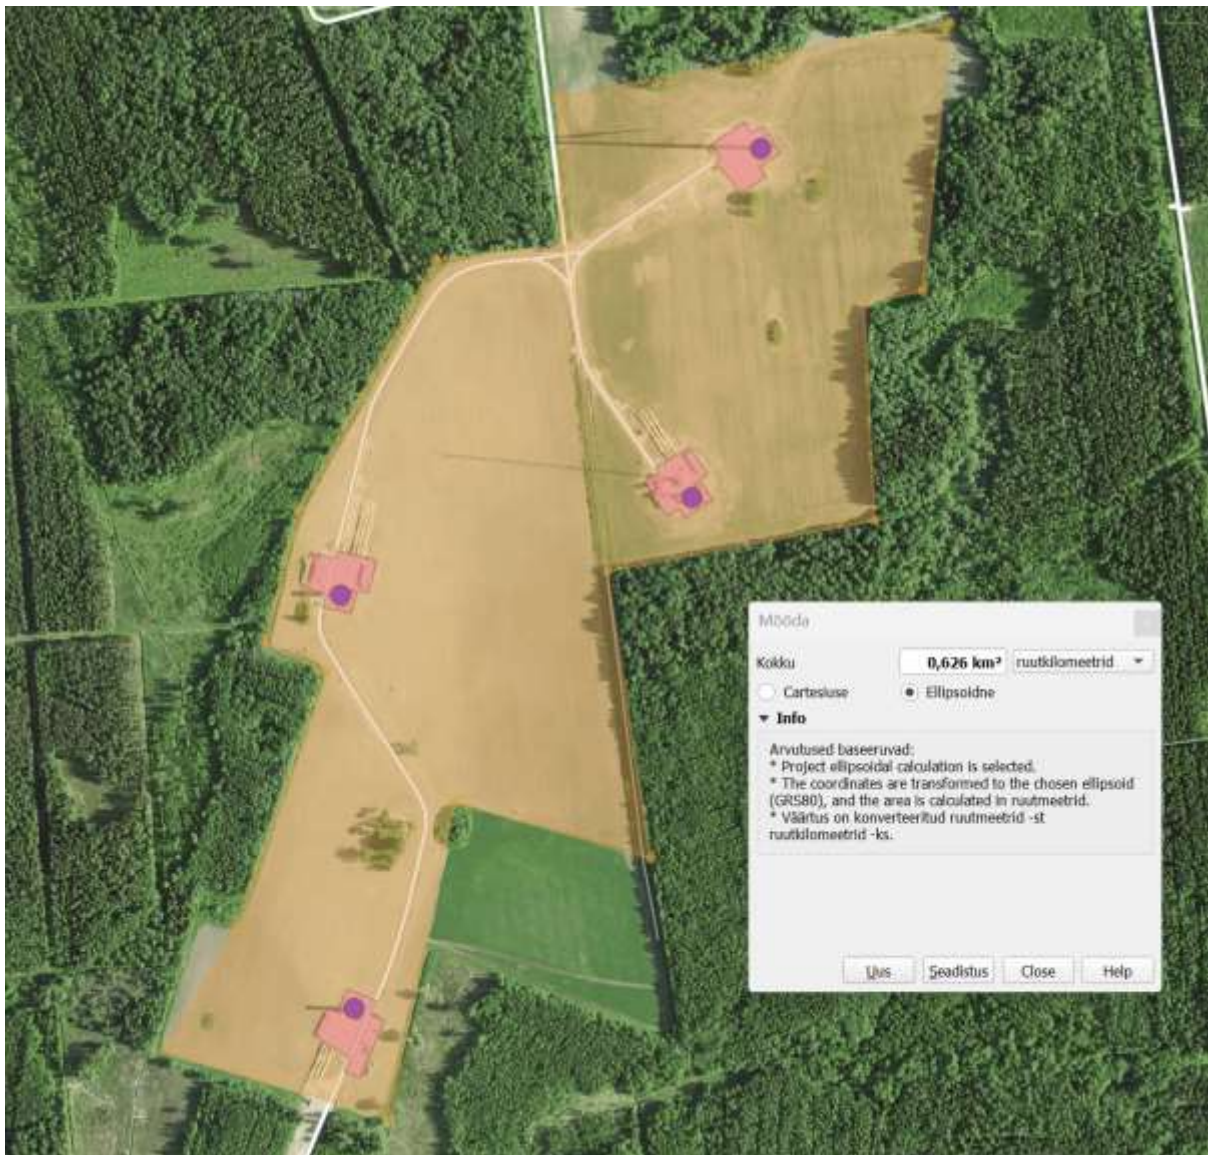 Mõõda
Kokku
0,626 km²
ruutkilomeetrid
Cartesiuse
Ellipsoidne
Info
Arvutused baseeruvad:
* Project ellipsoidal calculation is selected.
* The coordinates are transformed to the chosen ellipsoid
(GRS80), and the area is calculated in ruutmeetrid.
* Väärtus on konverteeritud ruutmeetrid -st
ruutkilomeetrid -ks.
Uus
Seadistus
Close
Help